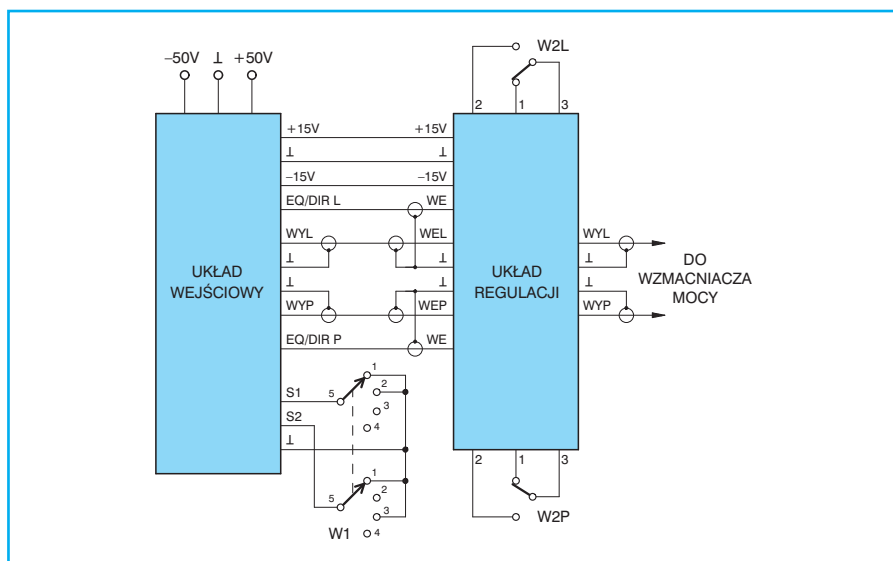 –50V ⊥ +50V
W2L
2 1 3
+15V +15V
⊥ ⊥
–15V –15V
EQ/DIR L WE
WYL WEL
⊥ ⊥
⊥ ⊥
WYP WEP
EQ/DIR P WE
UKŁAD
WEJŚCIOWY
UKŁAD
REGULACJI
WYL
⊥
⊥
WYP
DO
WZMACNIACZA
MOCY
S1
S2
⊥
5 1 2 3 4
5 1 2 3 4
W1
2 1 3
W2P